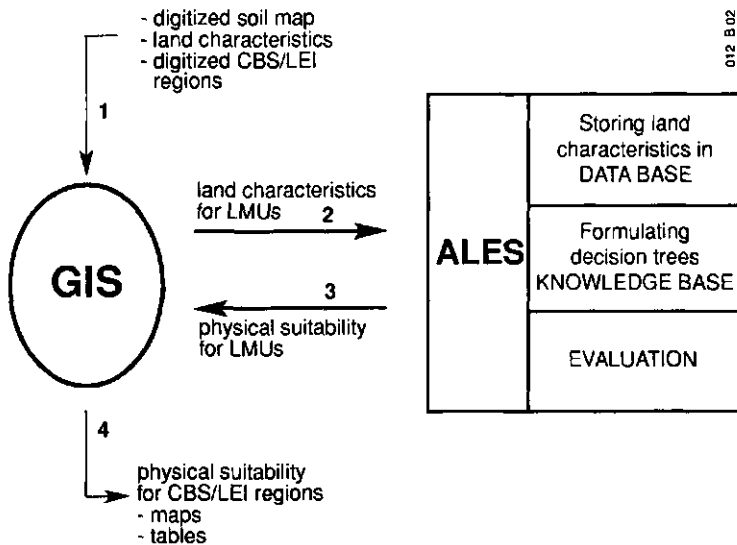 - digitized soil map
- land characteristics
- digitized CBS/LEI
regions
1
012 B 02
GIS
land characteristics
for LMUs 2
3
physical suitability
for LMUs
ALES
Storing land
characteristics in
DATA BASE
Formulating
decision trees
KNOWLEDGE BASE
EVALUATION
4
physical suitability
for CBS/LEI regions
- maps
- tables